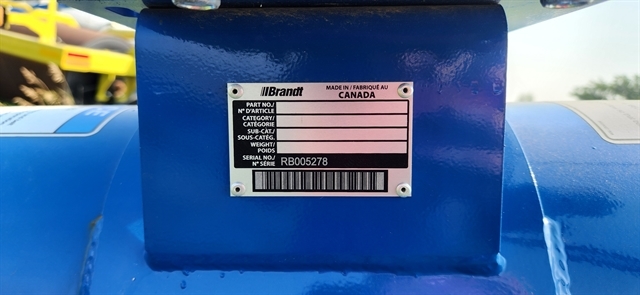 Brandt
MADE IN / FABRIQUÉ AU
CANADA
PART NO./
N° D'ARTICLE
CATEGORY/
CATÉGORIE
SUB-CAT./
SOUS-CATÉG.
WEIGHT/
POIDS
SERIAL NO./
N° SÉRIE
RB005278